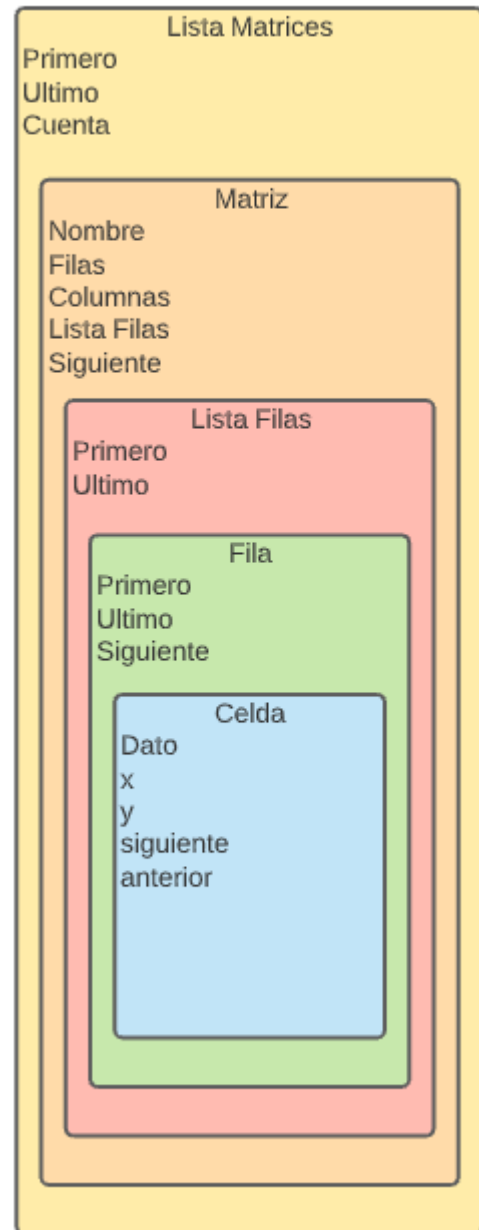 Lista Matrices
Primero
Ultimo
Cuenta
Matriz
Nombre
Filas
Columnas
Lista Filas
Siguiente
Lista Filas
Primero
Ultimo
Fila
Primero
Ultimo
Siguiente
Celda
Dato
x
y
siguiente
anterior